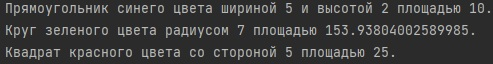 Прямоугольник синего цвета шириной 5 и высотой 2 площадью 10.
Круг зеленого цвета радиусом 7 площадью 153.93804002589985.
Квадрат красного цвета со стороной 5 площадью 25.